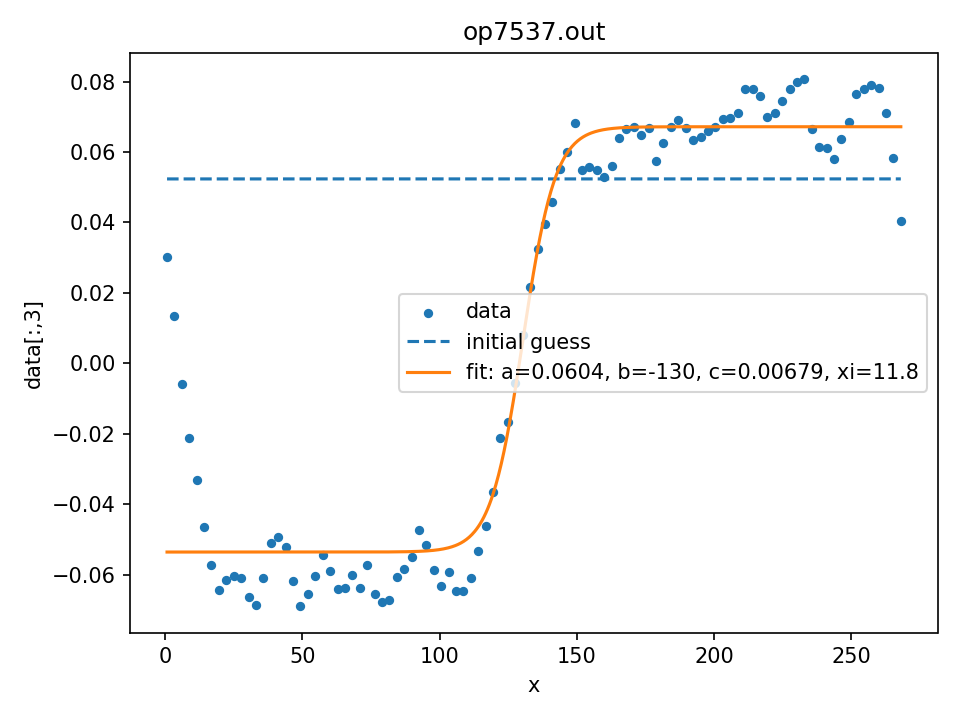 op7537.out
data[:,3]
0.08
0.06
0.04
0.02
0.00
−0.02
−0.04
−0.06
data
initial guess
fit: a=0.0604, b=-130, c=0.00679, xi=11.8
0 50 100 150 200 250
x